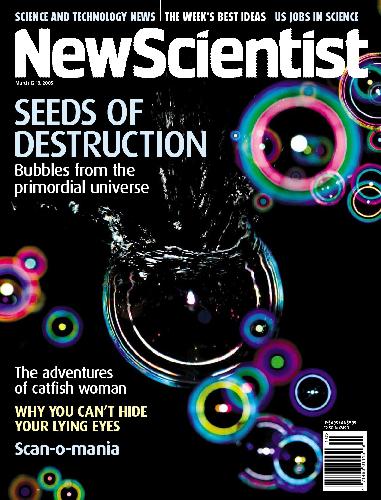 SCIENCE AND TECHNOLOGY NEWS | THE WEEK'S BEST IDEAS US JOBS IN SCIENCE
NewScientist
SEEDS OF
DESTRUCTION
Bubbles from the
primordial universe
The adventures
of catfish woman
WHY YOU CAN'T HIDE
YOUR LYING EYES
Scan-o-mania